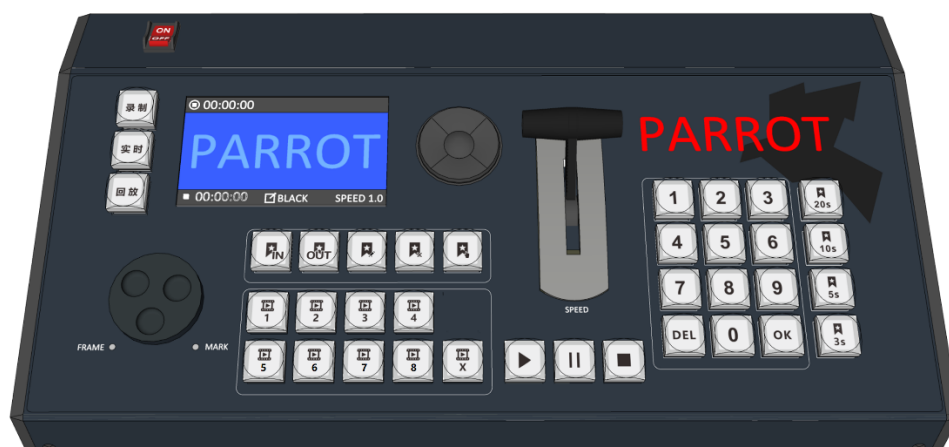 ON
OFF
录制
实时
回放
00:00:00
PARROT
00:00:00 BLACK SPEED 1.0
PARROT
IN OUT
1 2 3 4
5 6 7 8 X
FRAME MARK
SPEED
1 2 3 20s
4 5 6 10s
7 8 9 5s
DEL 0 OK 3s